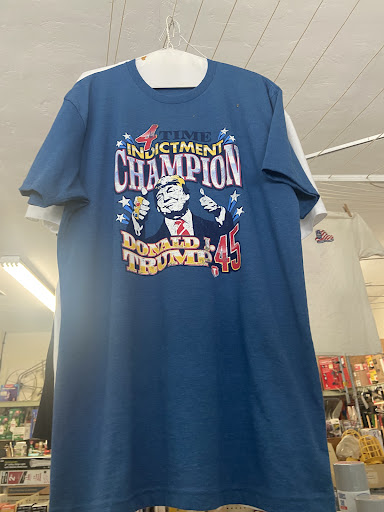 4 TIME
INDICTMENT
CHAMPION
DONALD J.
TRUMP, 45